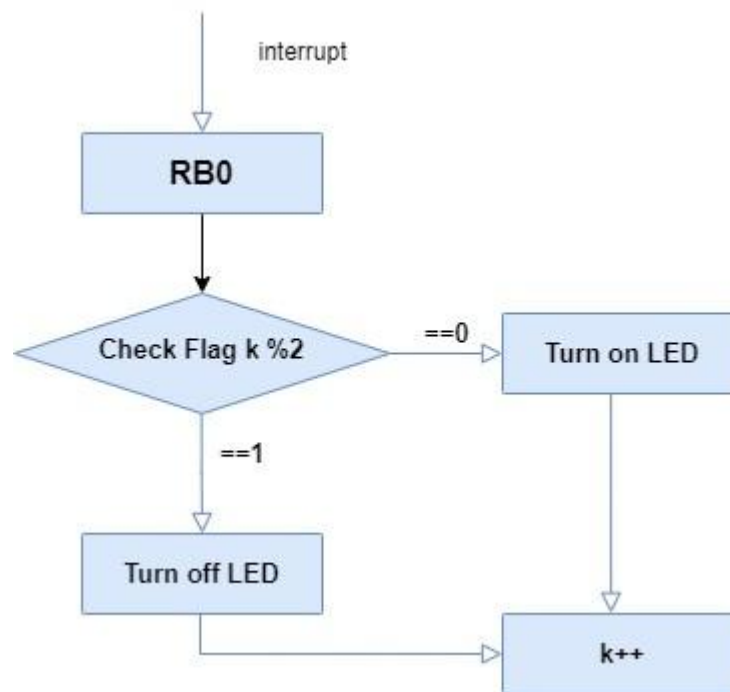 interrupt
RB0
Check Flag k %2
==0
Turn on LED
==1
Turn off LED
k++